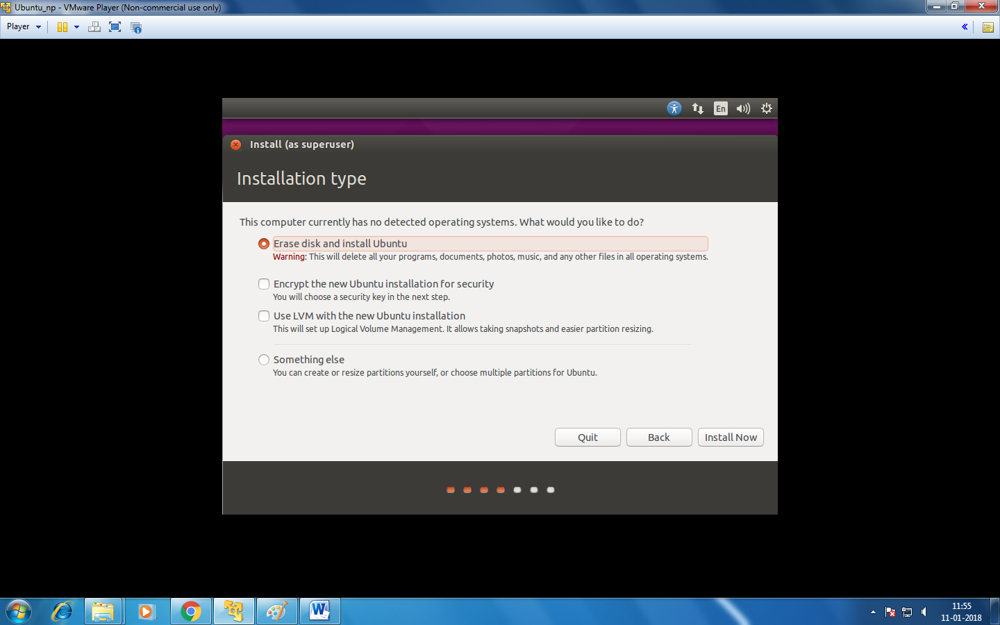 Ubuntu_np - VMware Player (Non-commercial use only)
Player
En
Install (as superuser)
Installation type
This computer currently has no detected operating systems. What would you like to do?
Erase disk and install Ubuntu
Warning: This will delete all your programs, documents, photos, music, and any other files in all operating systems.
Encrypt the new Ubuntu installation for security
You will choose a security key in the next step.
Use LVM with the new Ubuntu installation
This will set up Logical Volume Management. It allows taking snapshots and easier partition resizing.
Something else
You can create or resize partitions yourself, or choose multiple partitions for Ubuntu.
Quit Back Install Now
W
11:55
11-01-2018